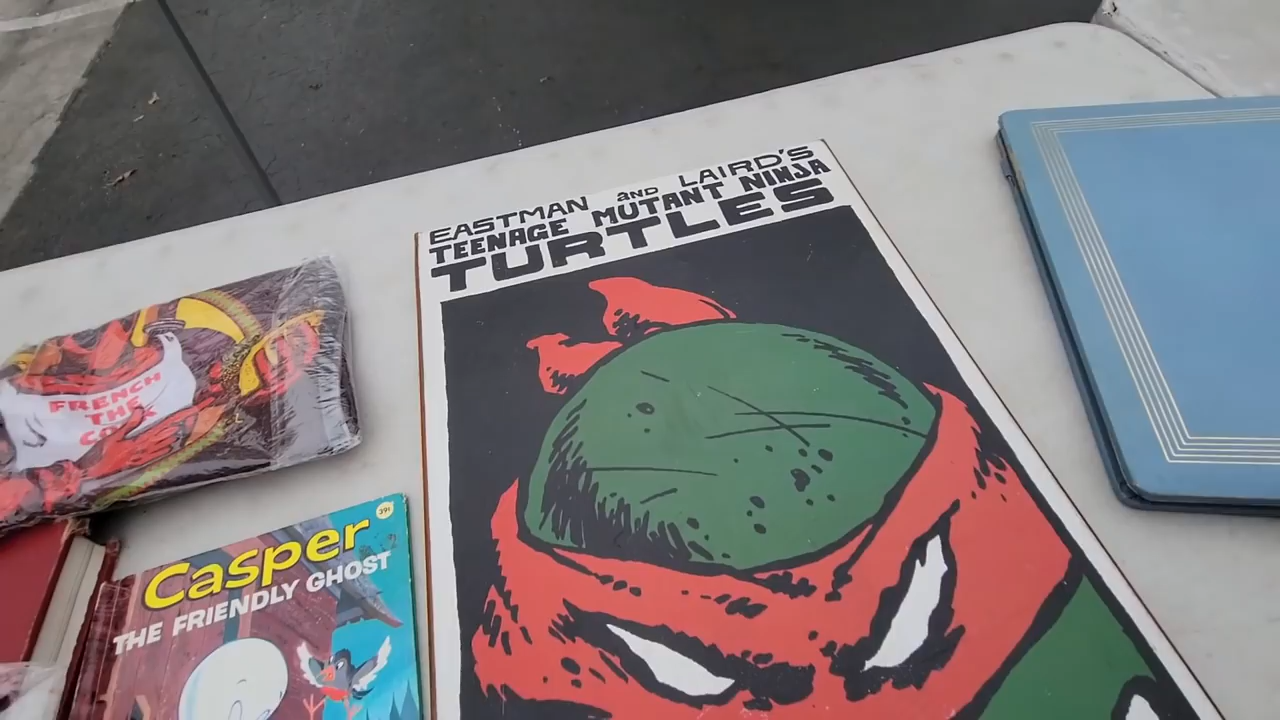 EASTMAN AND LAIRD'S
TEENAGE MUTANT NINJA
TURTLES
FRENCH
THE
Casper
39¢
THE FRIENDLY GHOST